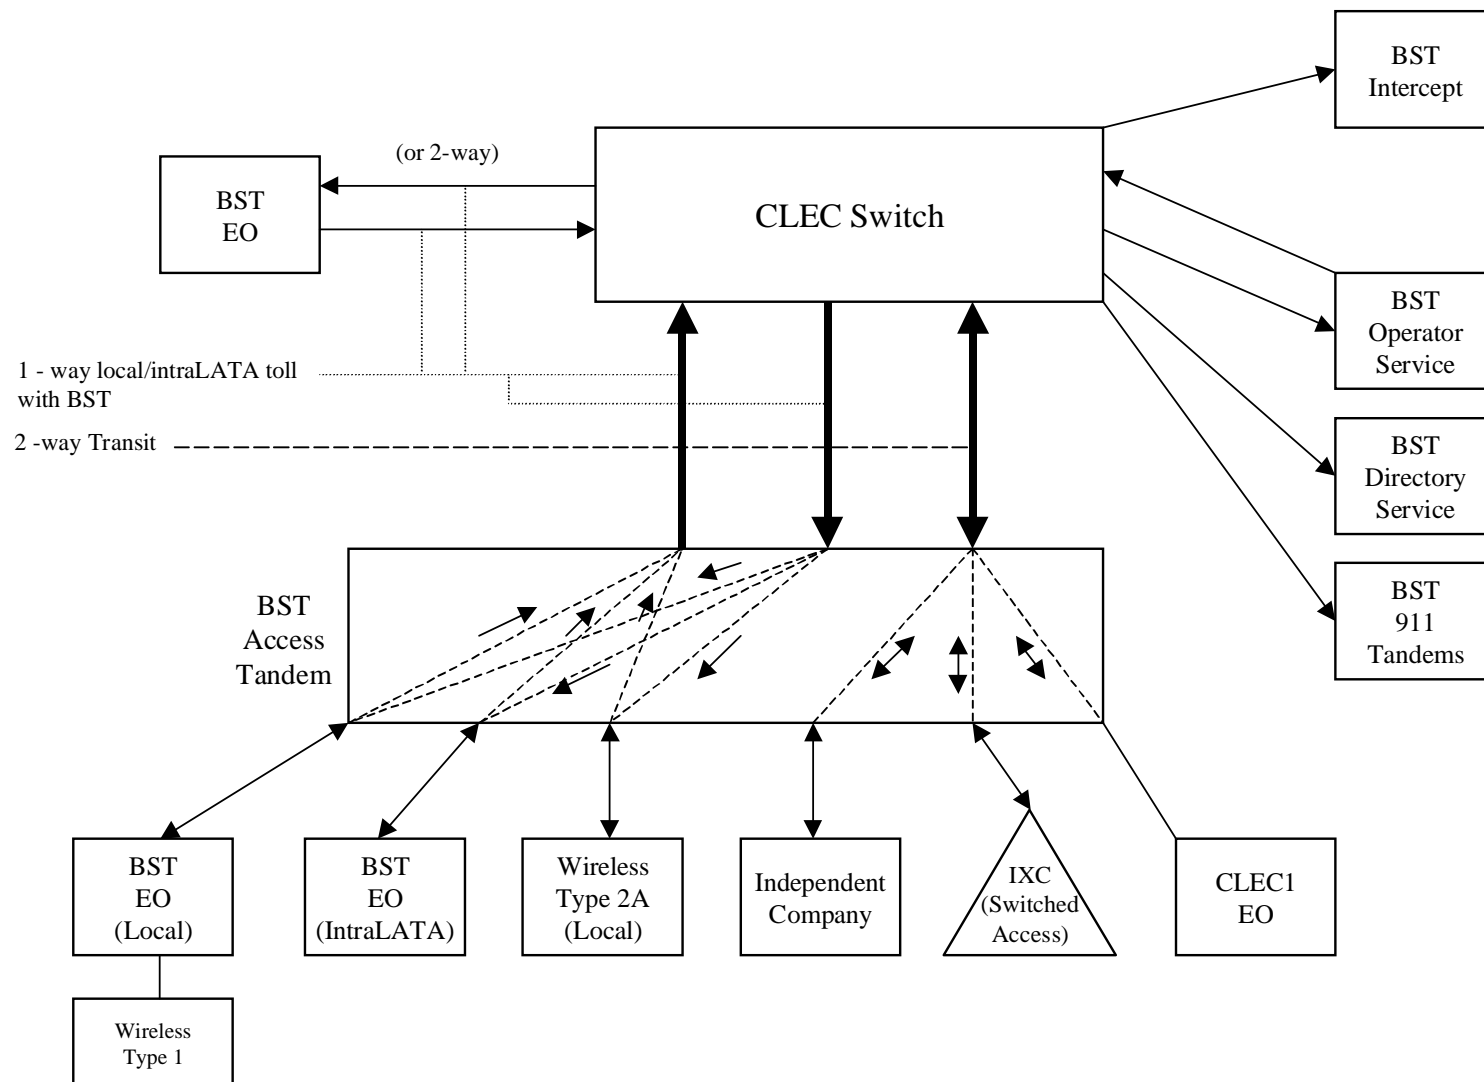 BST
Intercept
(or 2-way)
BST
EO
CLEC Switch
BST
Operator
Service
1 - way local/intraLATA toll
with BST
2 -way Transit
BST
Directory
Service
BST
911
Tandems
BST
Access
Tandem
BST
EO
(Local)
BST
EO
(IntraLATA)
Wireless
Type 2A
(Local)
Independent
Company
IXC
(Switched
Access)
CLEC1
EO
Wireless
Type 1